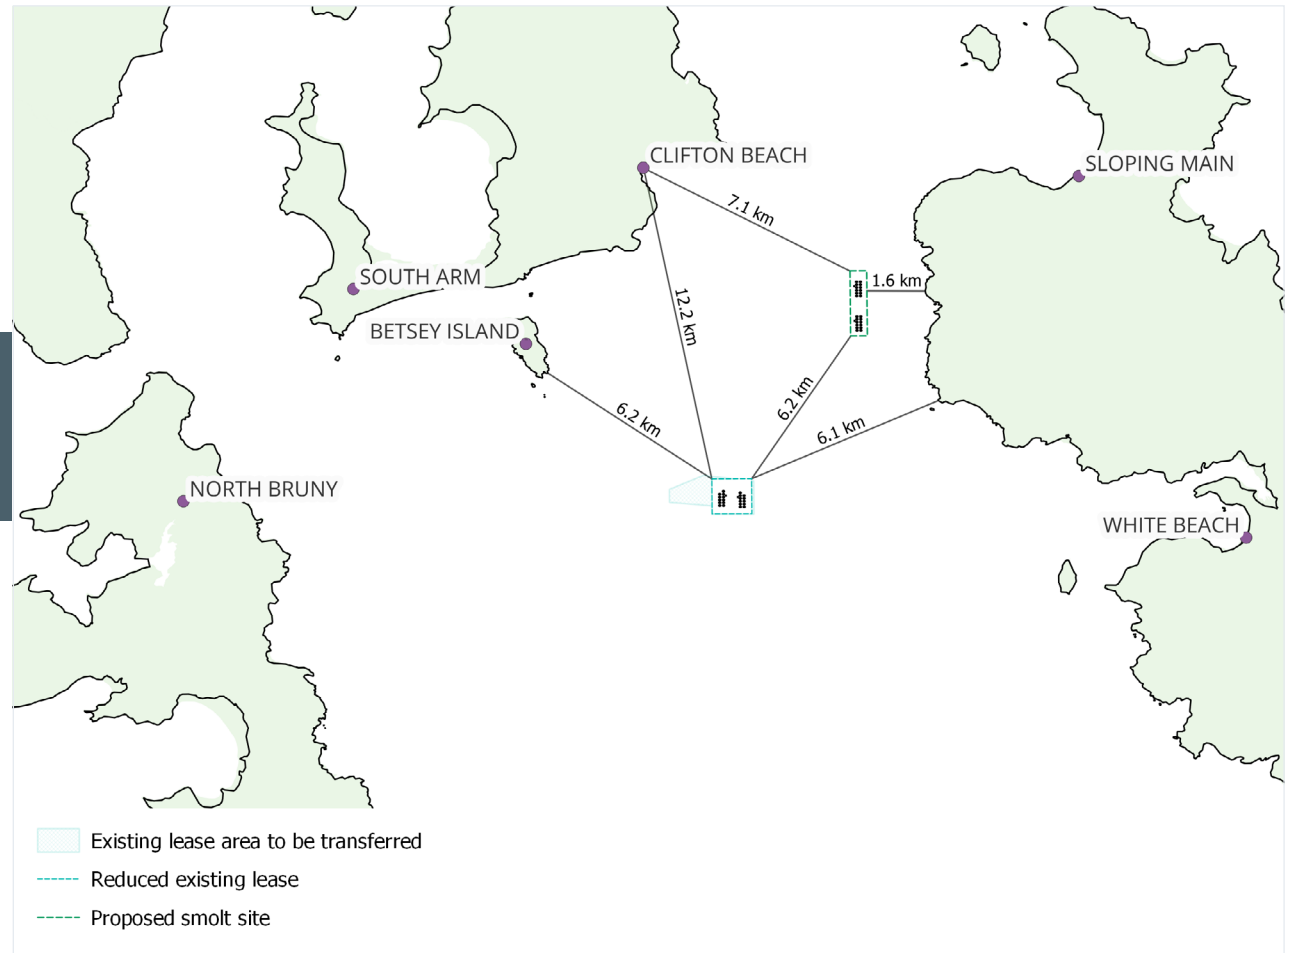 CLIFTON BEACH
SLOPING MAIN
7.1 km
SOUTH ARM
1.6 km
12.2 km
BETSEY ISLAND
6.2 km
6.2 km
6.1 km
NORTH BRUNY
WHITE BEACH
Existing lease area to be transferred
Reduced existing lease
Proposed smolt site